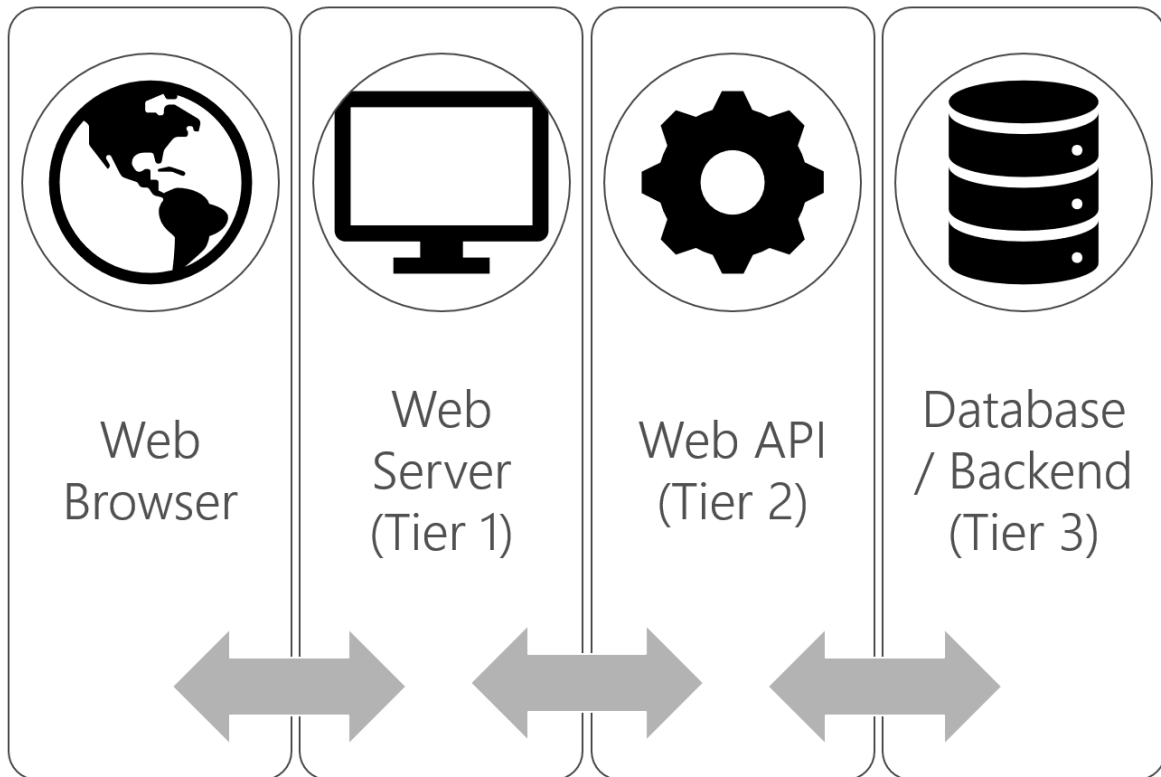 Web
Browser
Web
Server
(Tier 1)
Web API
(Tier 2)
Database
/ Backend
(Tier 3)